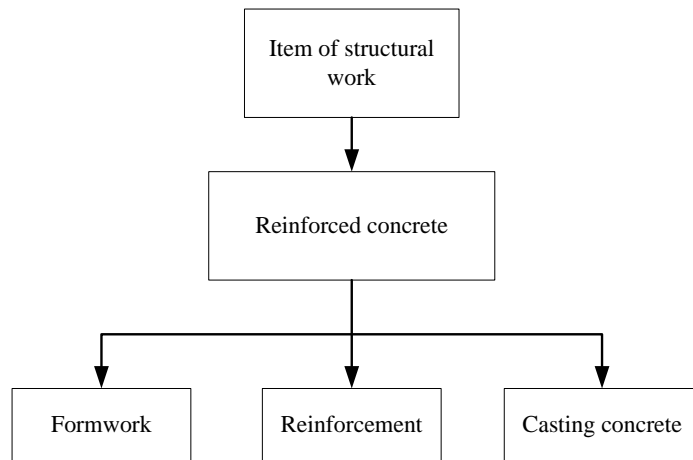 Item of structural
work
Reinforced concrete
Formwork
Reinforcement
Casting concrete